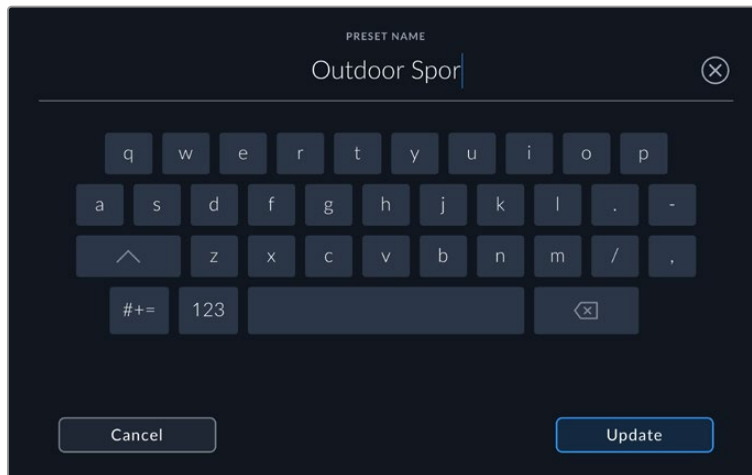 PRESET NAME
Outdoor Spor
q w e r t y u i o p
a s d f g h j k l . -
z x c v b n m / ,
#+= 123
Cancel Update